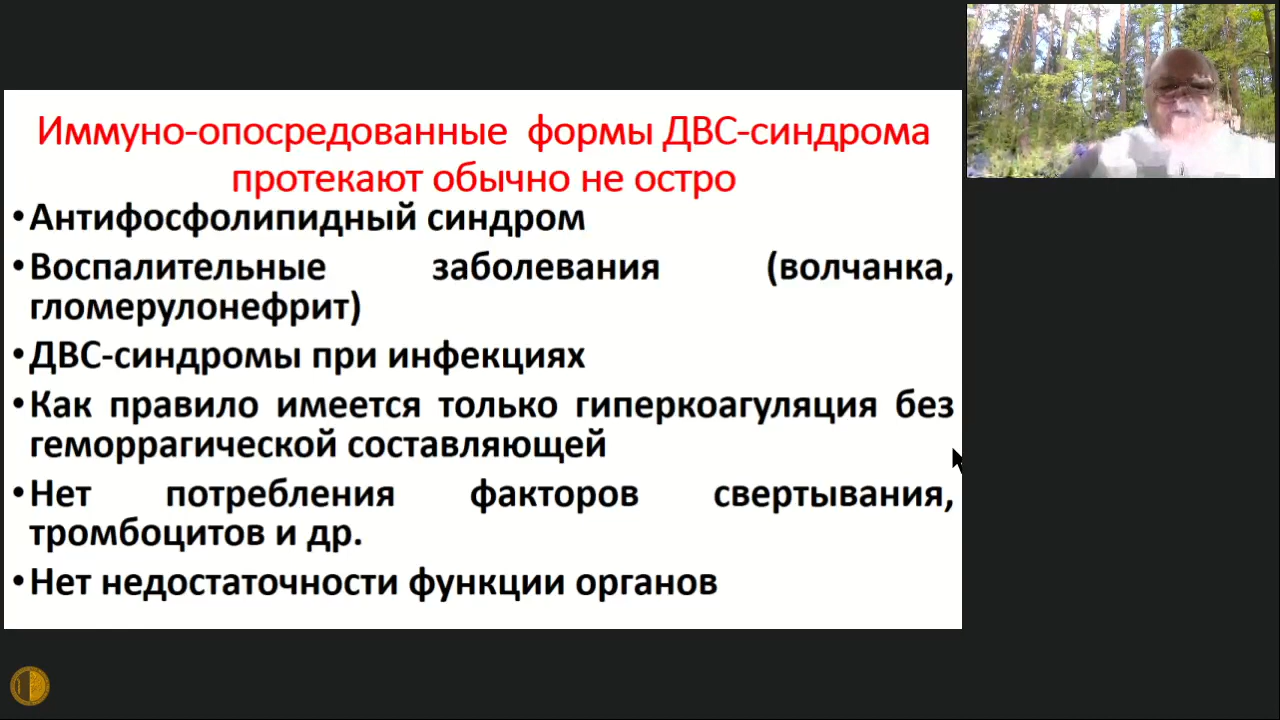 Иммуно-опосредованные формы ДВС-синдрома
протекают обычно не остро
•Антифосфолипидный синдром
•Воспалительные заболевания (волчанка,
гломерулонефрит)
•ДВС-синдромы при инфекциях
•Как правило имеется только гиперкоагуляция без
геморрагической составляющей
•Нет потребления факторов свертывания,
тромбоцитов и др.
•Нет недостаточности функции органов